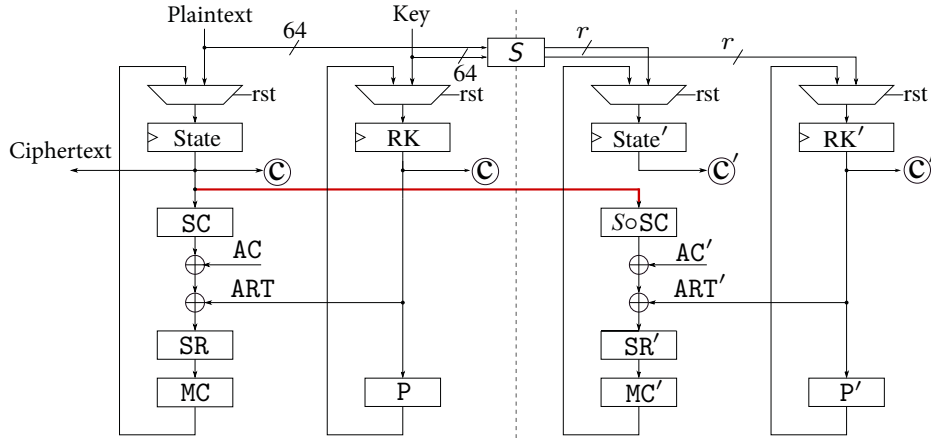 Plaintext
Key
64
64
S
r
r
rst
rst
rst
rst
State
RK
State′
RK′
Ciphertext
C
C
C′
C′
SC
S∘SC
AC
AC′
ART
ART′
SR
SR′
MC
P
MC′
P′